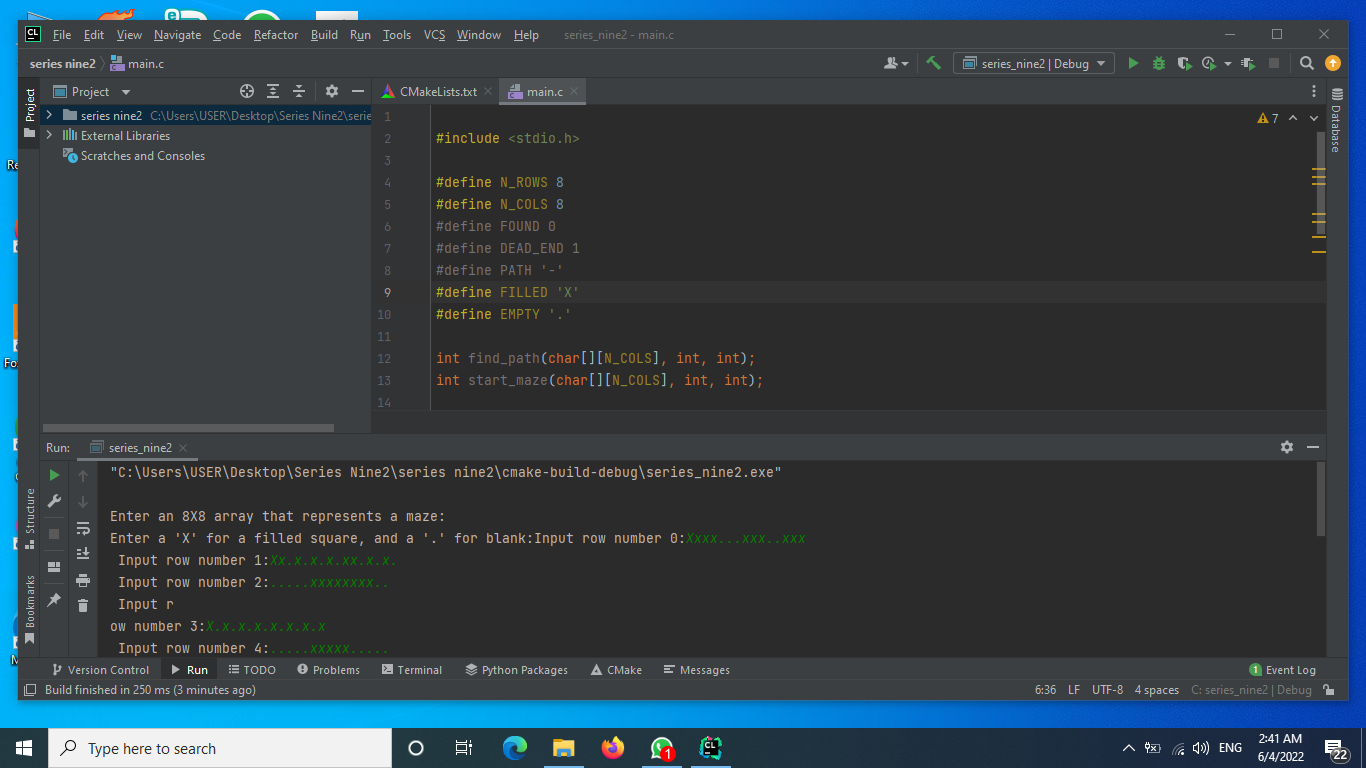 File Edit View Navigate Code Refactor Build Run Tools VCS Window Help series_nine2 - main.c
series nine2 main.c series_nine2 | Debug
Project
Project CMakeLists.txt main.c
series nine2 C:\Users\USER\Desktop\Series Nine2\serie
External Libraries
Scratches and Consoles
Database
7
1
2 #include <stdio.h>
3
4 #define N_ROWS 8
5 #define N_COLS 8
6 #define FOUND 0
7 #define DEAD_END 1
8 #define PATH '-'
9 #define FILLED 'X'
10 #define EMPTY '.'
11
12 int find_path(char[][N_COLS], int, int);
13 int start_maze(char[][N_COLS], int, int);
14
Run: series_nine2
"C:\Users\USER\Desktop\Series Nine2\series nine2\cmake-build-debug\series_nine2.exe"
Enter an 8X8 array that represents a maze:
Enter a 'X' for a filled square, and a '.' for blank:Input row number 0:Xxxx...xxx..xxx
Input row number 1:Xx.x.x.x.xx.x.x.
Input row number 2:.....xxxxxxxx..
Input r
ow number 3:X.x.x.x.x.x.x.x
Input row number 4:.....xxxxx.....
Structure
Bookmarks
Version Control Run TODO Problems Terminal Python Packages CMake Messages 1 Event Log
Build finished in 250 ms (3 minutes ago) 6:36 LF UTF-8 4 spaces C: series_nine2 | Debug
Type here to search 1 ENG 2:41 AM
6/4/2022 22